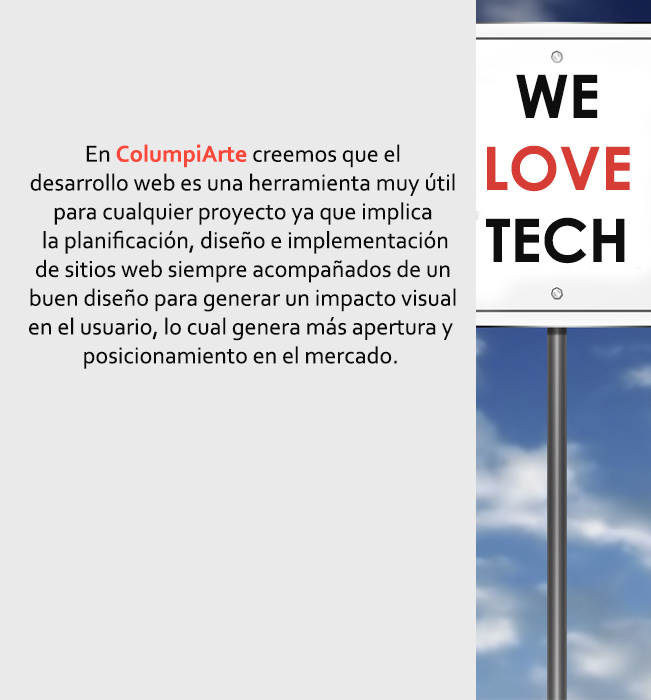 En ColumpiArte creemos que el
desarrollo web es una herramienta muy útil
para cualquier proyecto ya que implica
la planificación, diseño e implementación
de sitios web siempre acompañados de un
buen diseño para generar un impacto visual
en el usuario, lo cual genera más apertura y
posicionamiento en el mercado.
WE
LOVE
TECH